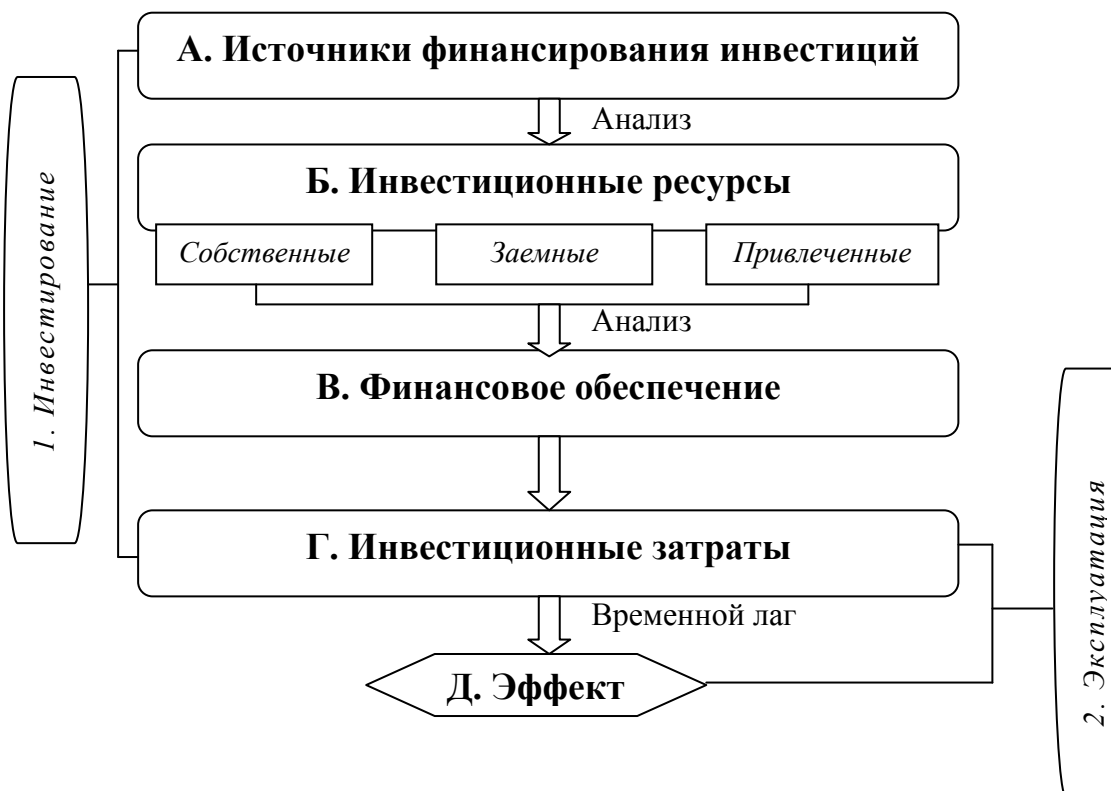 А. Источники финансирования инвестиций
Анализ
Б. Инвестиционные ресурсы
Собственные
Заемные
Привлеченные
Анализ
1. Инвестирование
В. Финансовое обеспечение
Г. Инвестиционные затраты
Временной лаг
Д. Эффект
2. Эксплуатация